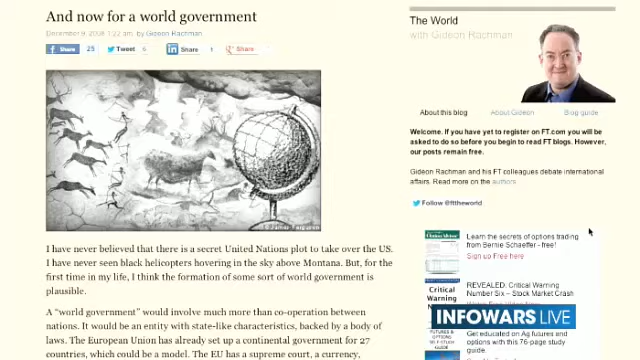 And now for a world government
December 9, 2008 1:22 am by Gideon Rachman
Share 25 Tweet 6 Share 1 Share
I have never believed that there is a secret United Nations plot to take over the US.
I have never seen black helicopters hovering in the sky above Montana. But, for the
first time in my life, I think the formation of some sort of world government is
plausible.
A “world government” would involve much more than co-operation between
nations. It would be an entity with state-like characteristics, backed by a body of
laws. The European Union has already set up a continental government for 27
countries, which could be a model. The EU has a supreme court, a currency,
The World
with Gideon Rachman
About this blog About Gideon Blog guide
Welcome. If you have yet to register on FT.com you will be
asked to do so before you begin to read FT blogs. However,
our posts remain free.
Gideon Rachman and his FT colleagues debate international
affairs. Read more on the authors
Follow @fttheworld
Learn the secrets of options trading
from Bernie Schaeffer - free!
Sign up Free here
Critical
Warning
REVEALED: Critical Warning
Number Six – Stock Market Crash
INFOWARS LIVE
FUTURES &
OPTIONS
Get educated on Ag futures and
options with this 76-page study
guide.